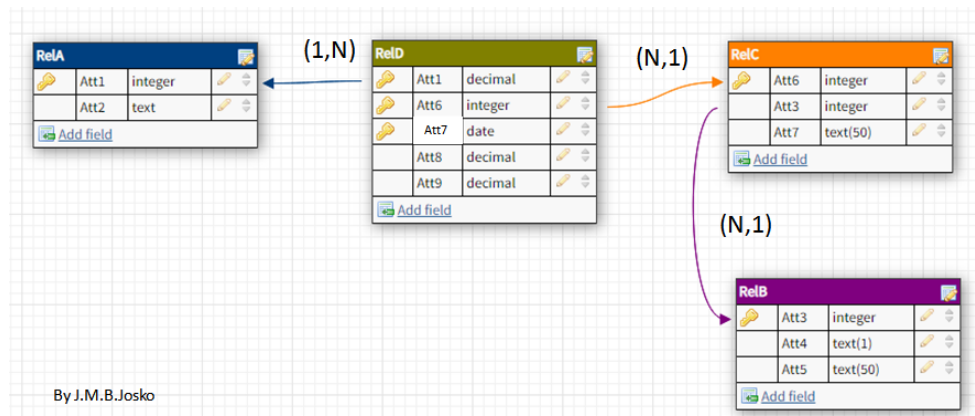 RelA
Att1 integer
Att2 text
Add field
(1,N)
RelD
Att1 decimal
Att6 integer
Att7 date
Att8 decimal
Att9 decimal
Add field
(N,1)
RelC
Att6 integer
Att3 integer
Att7 text(50)
Add field
(N,1)
RelB
Att3 integer
Att4 text(1)
Att5 text(50)
Add field
By J.M.B.Josko